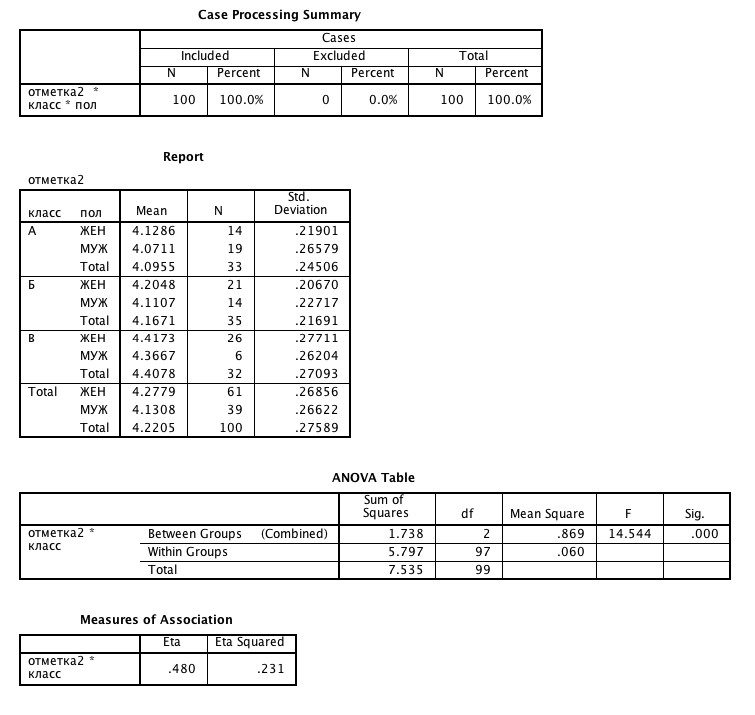 Case Processing Summary
Cases
Included Excluded Total
N Percent N Percent N Percent
отметка2 * класс * пол 100 100.0% 0 0.0% 100 100.0%
Report
отметка2
класс пол Mean N Std. Deviation
А ЖЕН 4.1286 14 .21901
МУЖ 4.0711 19 .26579
Total 4.0955 33 .24506
Б ЖЕН 4.2048 21 .20670
МУЖ 4.1107 14 .22717
Total 4.1671 35 .21691
В ЖЕН 4.4173 26 .27711
МУЖ 4.3667 6 .26204
Total 4.4078 32 .27093
Total ЖЕН 4.2779 61 .26856
МУЖ 4.1308 39 .26622
Total 4.2205 100 .27589
ANOVA Table
Sum of Squares df Mean Square F Sig.
отметка2 * класс Between Groups (Combined) 1.738 2 .869 14.544 .000
Within Groups 5.797 97 .060
Total 7.535 99
Measures of Association
Eta Eta Squared
отметка2 * класс .480 .231